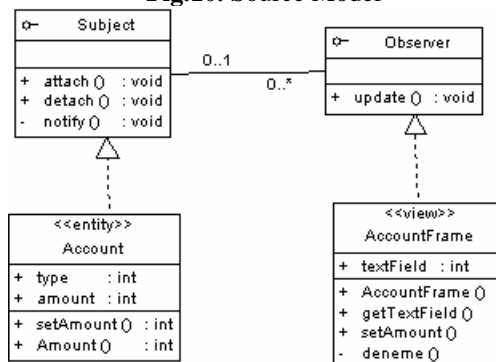 Fig.20. Source Model
Subject
+ attach () : void
+ detach () : void
- notify () : void
0..1
0..*
Observer
+ update () : void
<<entity>>
Account
+ type : int
+ amount : int
+ setAmount () : int
+ Amount () : int
<<view>>
AccountFrame
+ textField : int
+ AccountFrame ()
+ getTextField ()
+ setAmount ()
- deneme ()